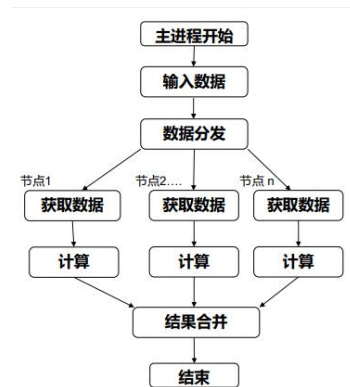 主进程开始
输入数据
数据分发
节点1 节点2.... 节点 n
获取数据 获取数据 获取数据
计算 计算 计算
结果合并
结束